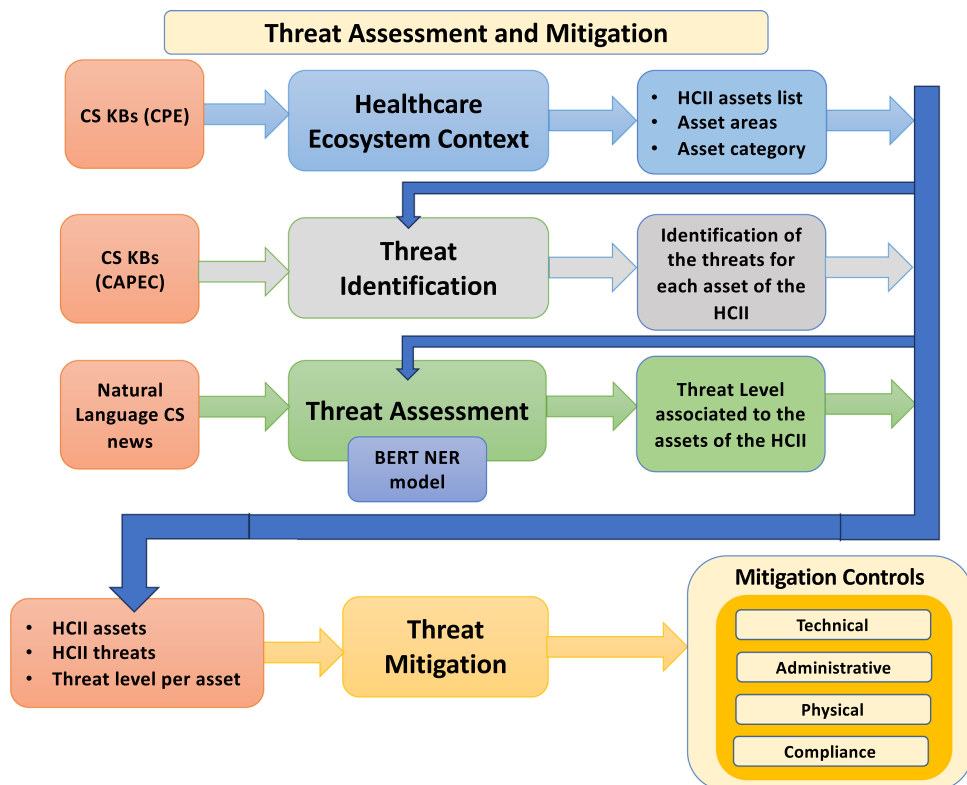 Threat Assessment and Mitigation
CS KBs (CPE)
Healthcare
Ecosystem Context
• HCII assets list
• Asset areas
• Asset category
CS KBs
(CAPEC)
Threat
Identification
Identification of
the threats for
each asset of the
HCII
Natural
Language CS
news
Threat Assessment
BERT NER
model
Threat Level
associated to the
assets of the HCII
• HCII assets
• HCII threats
• Threat level per asset
Threat
Mitigation
Mitigation Controls
Technical
Administrative
Physical
Compliance